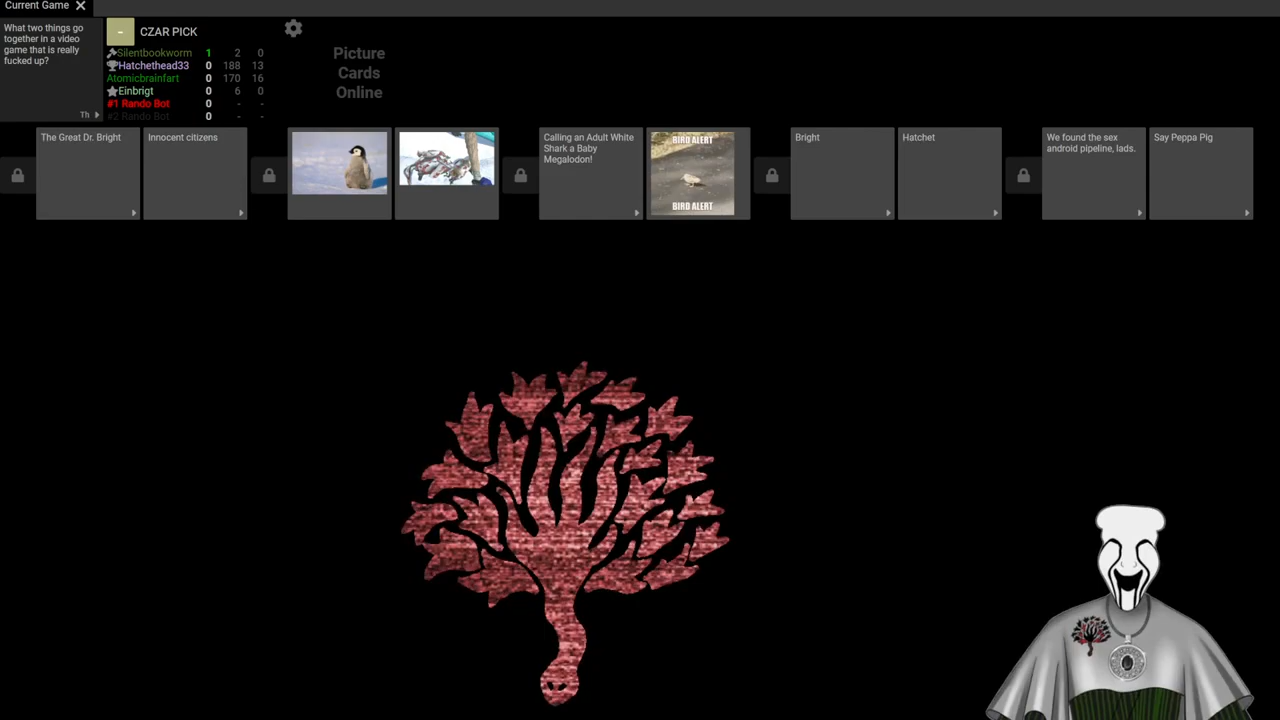 Current Game
What two things go
together in a video
game that is really
fucked up?
Th
-
CZAR PICK
Silentbookworm 1 2 0
Hatchethead33 0 188 13
Atomicbrainfart 0 170 16
Einbrigt 0 6 0
#1 Rando Bot 0 - -
#2 Rando Bot 0 - -
Picture
Cards
Online
The Great Dr. Bright
Innocent citizens
Calling an Adult White
Shark a Baby
Megalodon!
BIRD ALERT
BIRD ALERT
Bright
Hatchet
We found the sex
android pipeline, lads.
Say Peppa Pig